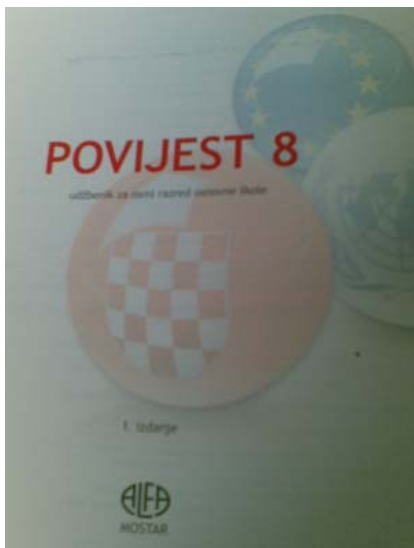 POVIJEST 8
udžbenik za osmi razred osnovne škole
1. izdanje
ALFA
MOSTAR